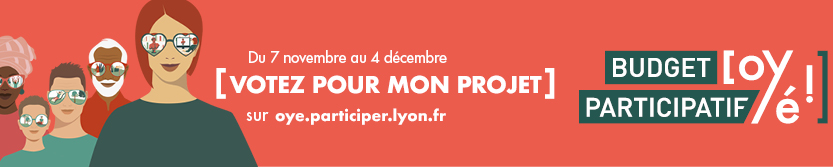 Du 7 novembre au 4 décembre
[VOTEZ POUR MON PROJET]
sur oye.participer.lyon.fr
BUDGET
PARTICIPATIF
[oyé!]